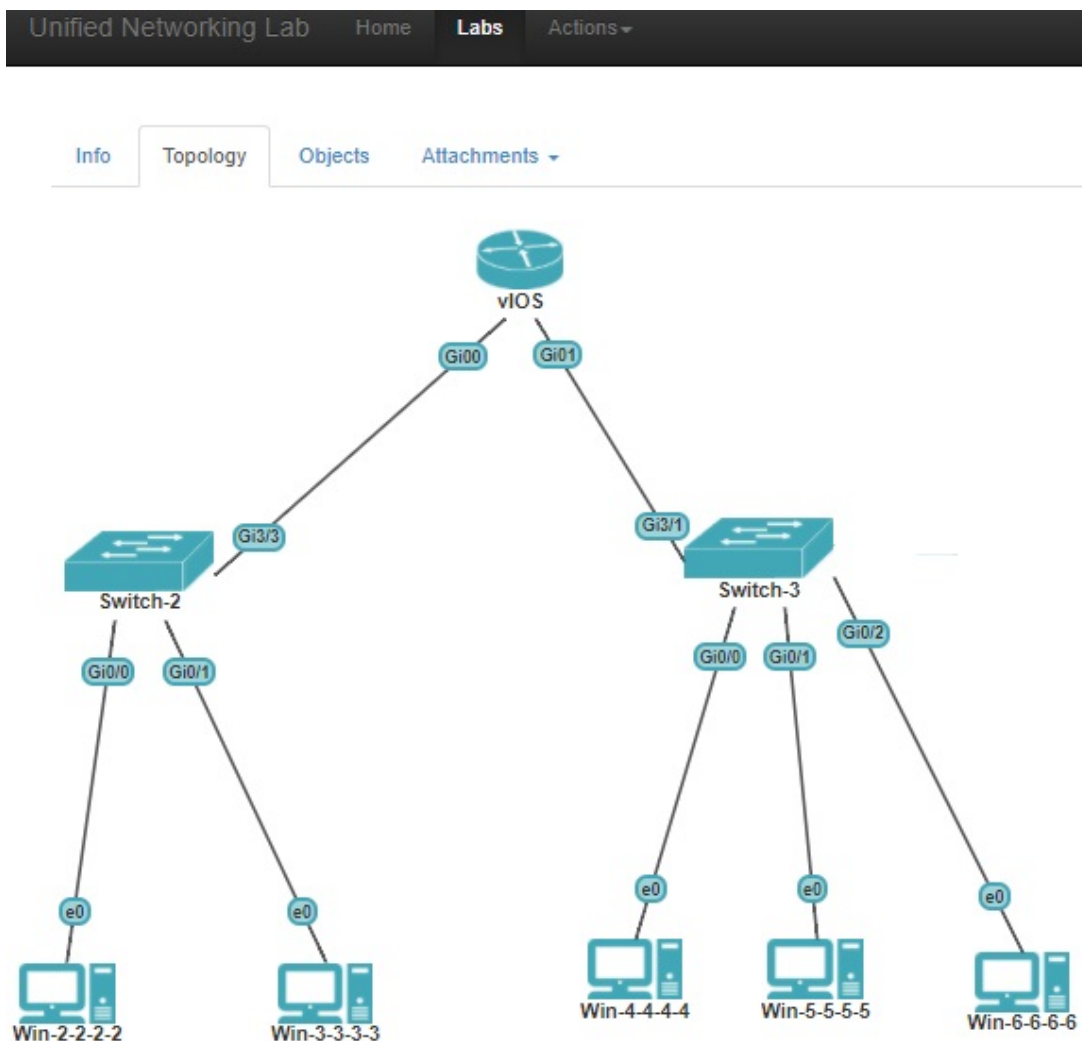 Unified Networking Lab Home Labs Actions
Info Topology Objects Attachments
vIOS
Gi00 Gi01
Gi3/3 Gi3/1
Switch-2 Switch-3
Gi0/0 Gi0/1 Gi0/0 Gi0/1 Gi0/2
e0 e0 e0 e0 e0
Win-2-2-2-2 Win-3-3-3-3 Win-4-4-4-4 Win-5-5-5-5 Win-6-6-6-6